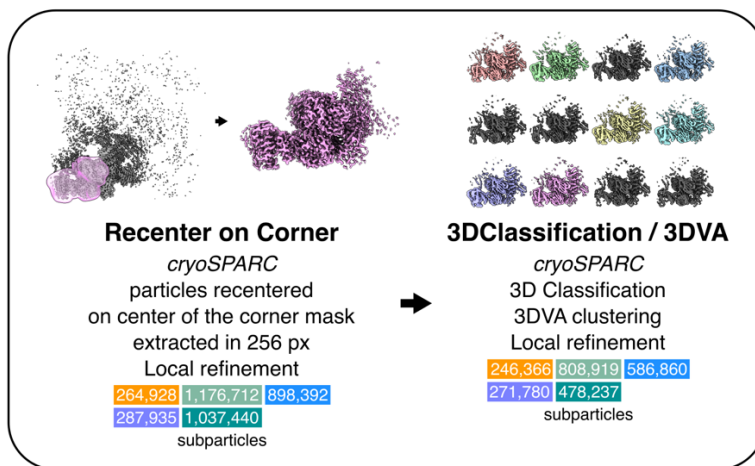 Recenter on Corner
cryoSPARC
particles recentered
on center of the corner mask
extracted in 256 px
Local refinement
264,928 1,176,712 898,392
287,935 1,037,440
subparticles
3DClassification / 3DVA
cryoSPARC
3D Classification
3DVA clustering
Local refinement
246,366 808,919 586,860
271,780 478,237
subparticles